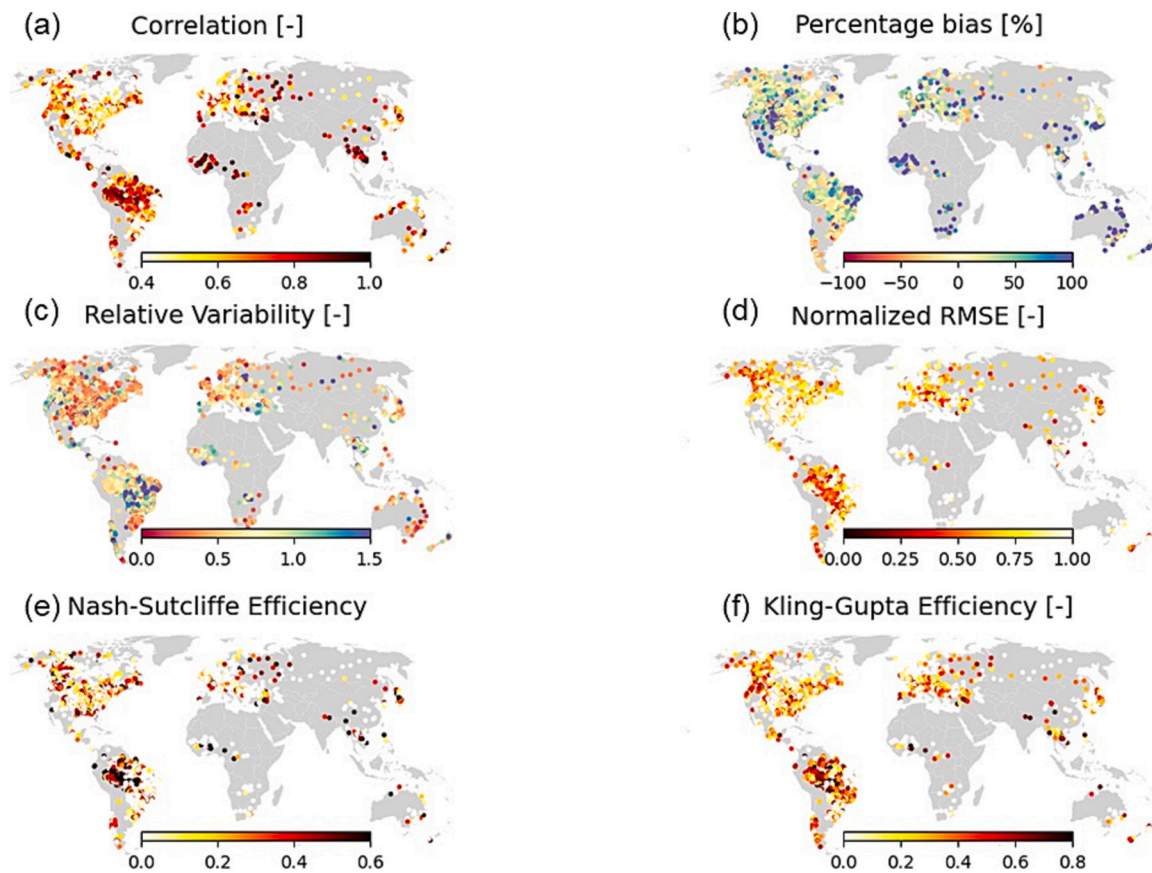 (a) Correlation [-]
(b) Percentage bias [%]
0.4 0.6 0.8 1.0
−100 −50 0 50 100
(c) Relative Variability [-]
(d) Normalized RMSE [-]
0.0 0.5 1.0 1.5
0.00 0.25 0.50 0.75 1.00
(e) Nash-Sutcliffe Efficiency
(f) Kling-Gupta Efficiency [-]
0.0 0.2 0.4 0.6
0.0 0.2 0.4 0.6 0.8